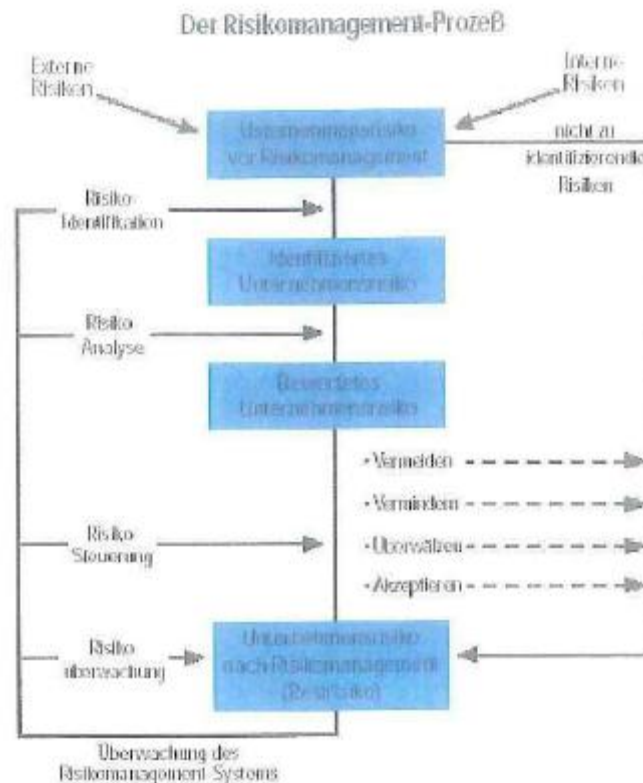 Der Risikomanagement-Prozeß
Externe
Risiken
Interne
Risiken
Unternehmensrisiko
vor Risikomanagement
nicht zu
identifizierende
Risiken
Risiko-
Identifikation
Identifiziertes
Unternehmensrisiko
Risiko
Analyse
Bewertetes
Unternehmensrisiko
• Vermeiden
• Vermindern
• Überwälzen
• Akzeptieren
Risiko
Steuerung
Unternehmensrisiko
nach Risikomanagement
(Restrisiko)
Risiko
überwachung
Überwachung des
Risikomanagement-Systems